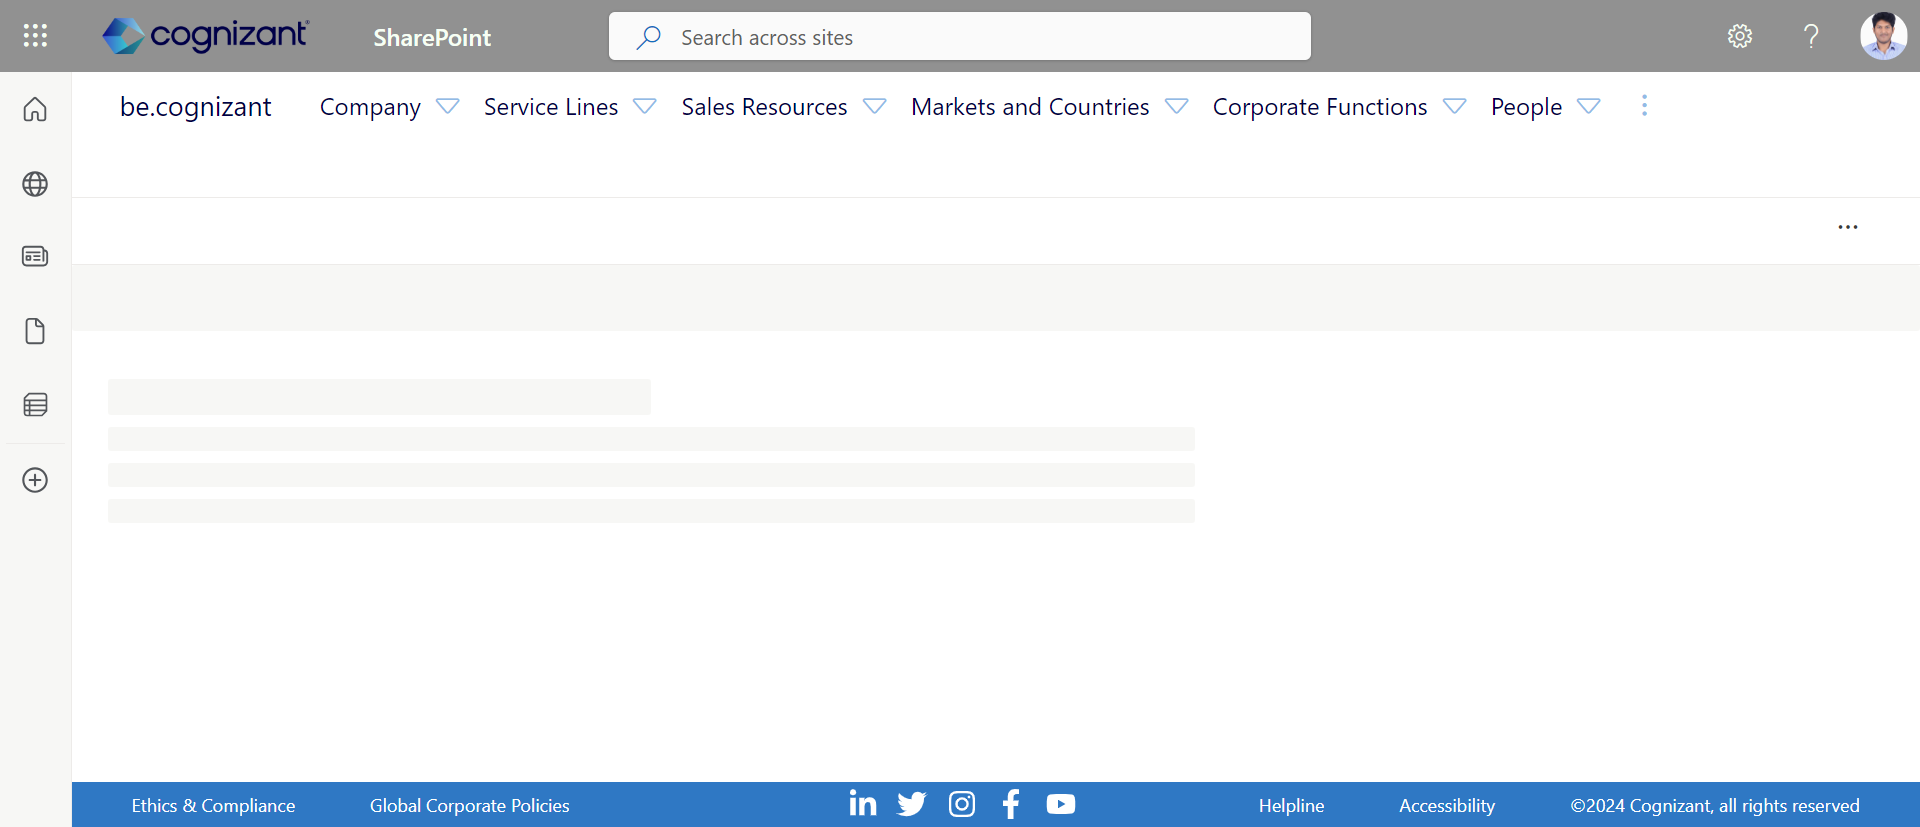 cognizant
SharePoint
Search across sites
be.cognizant
Company
Service Lines
Sales Resources
Markets and Countries
Corporate Functions
People
Ethics & Compliance
Global Corporate Policies
Helpline
Accessibility
©2024 Cognizant, all rights reserved